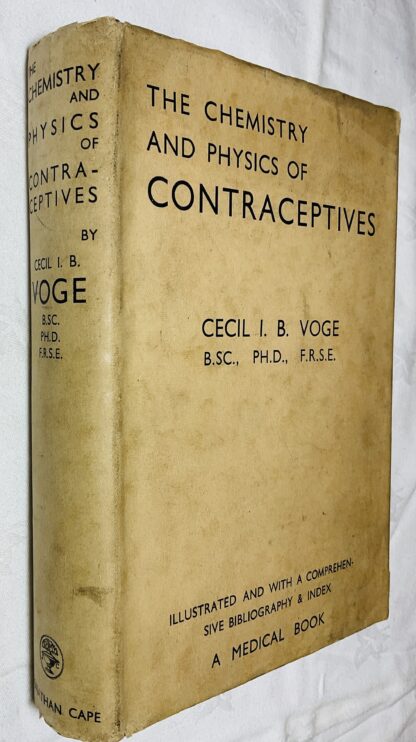 THE
CHEMISTRY
AND
PHYSICS
OF
CONTRA-
CEPTIVES
BY
CECIL I. B.
VOGE
B.SC.
PH.D.
F.R.S.E.
CAPE
THE CHEMISTRY
AND PHYSICS OF
CONTRACEPTIVES
CECIL I. B. VOGE
B.SC., PH.D., F.R.S.E.
ILLUSTRATED AND WITH A COMPREHEN-
SIVE BIBLIOGRAPHY & INDEX
A MEDICAL BOOK